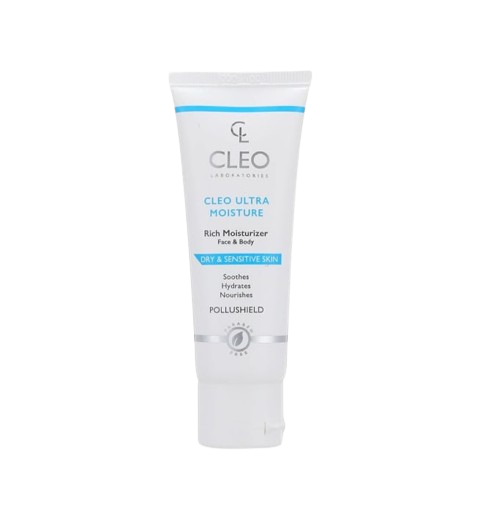 CL
CLEO
LABORATORIES
CLEO ULTRA
MOISTURE
Rich Moisturizer
Face & Body
DRY & SENSITIVE SKIN
Soothes
Hydrates
Nourishes
POLLUSHIELD